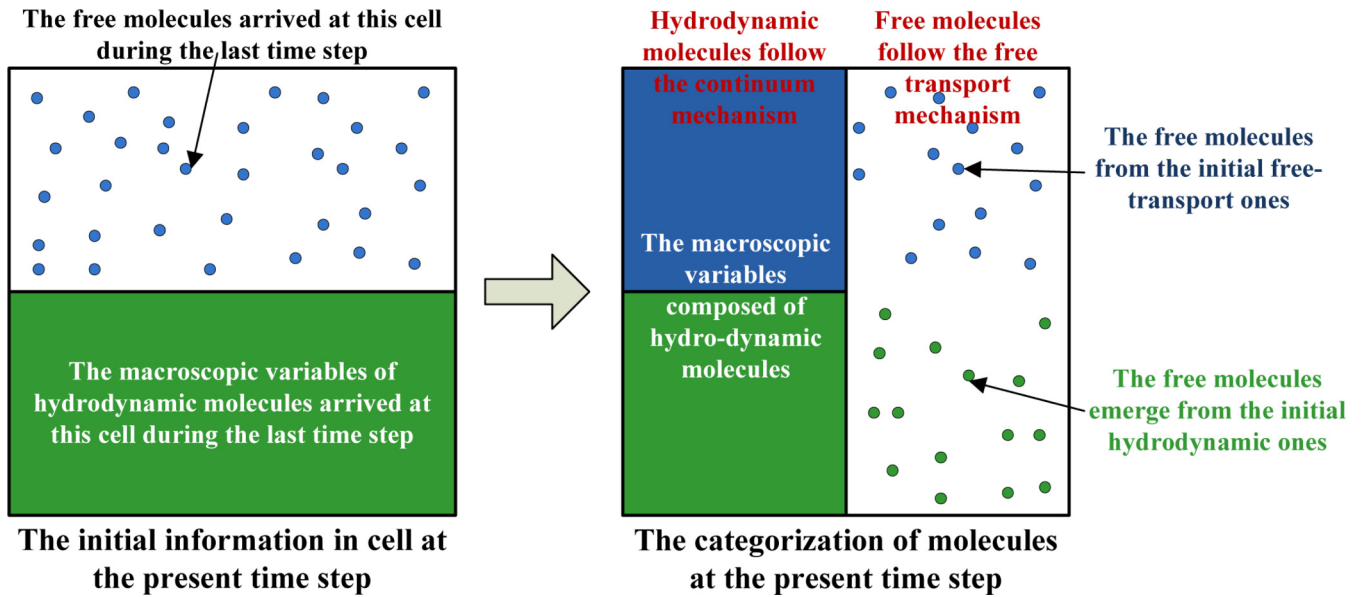 The free molecules arrived at this cell
during the last time step
The macroscopic variables of
hydrodynamic molecules arrived at
this cell during the last time step
The initial information in cell at
the present time step
Hydrodynamic
molecules follow
the continuum
mechanism
Free molecules
follow the free
transport
mechanism
The macroscopic
variables
composed of
hydro-dynamic
molecules
The free molecules
from the initial free-
transport ones
The free molecules
emerge from the initial
hydrodynamic ones
The categorization of molecules
at the present time step